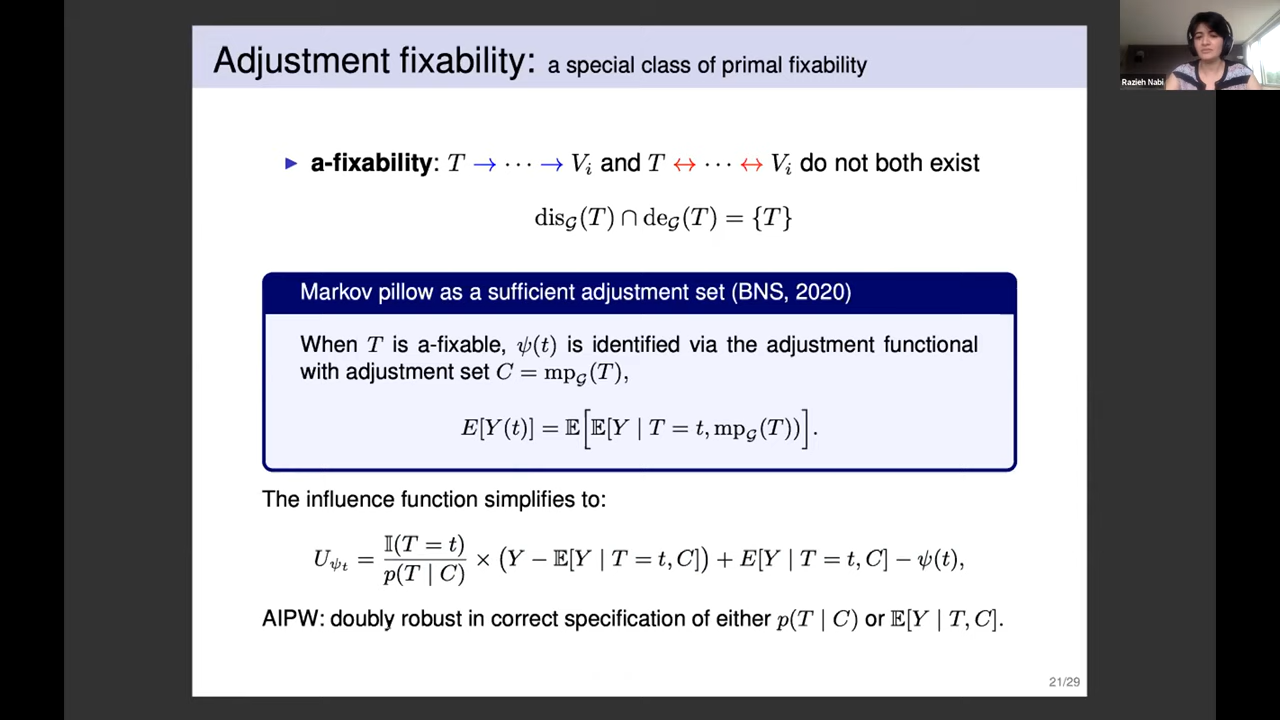 Adjustment fixability: a special class of primal fixability
Razieh Nabi
▶ a-fixability: T → ⋯ → Vᵢ and T ↔ ⋯ ↔ Vᵢ do not both exist
dis_𝒢(T) ∩ de_𝒢(T) = {T}
Markov pillow as a sufficient adjustment set (BNS, 2020)
When T is a-fixable, ψ(t) is identified via the adjustment functional
with adjustment set C = mp_𝒢(T),
E[Y(t)] = 𝔼[𝔼[Y | T = t, mp_𝒢(T))].
The influence function simplifies to:
U_ψₜ = 𝕀(T = t) / p(T | C) × (Y − 𝔼[Y | T = t, C]) + E[Y | T = t, C] − ψ(t),
AIPW: doubly robust in correct specification of either p(T | C) or 𝔼[Y | T, C].
21/29